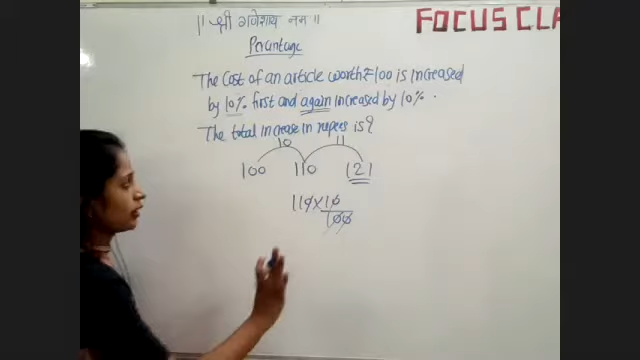 || श्री गणेशाय नमः ||
FOCUS CLA
Percentage
The Cost of an article worth ₹ 100 is increased
by 10% first and again increased by 10% .
The total increase in rupees is?
10 11
100 110 121
110 × 10
100